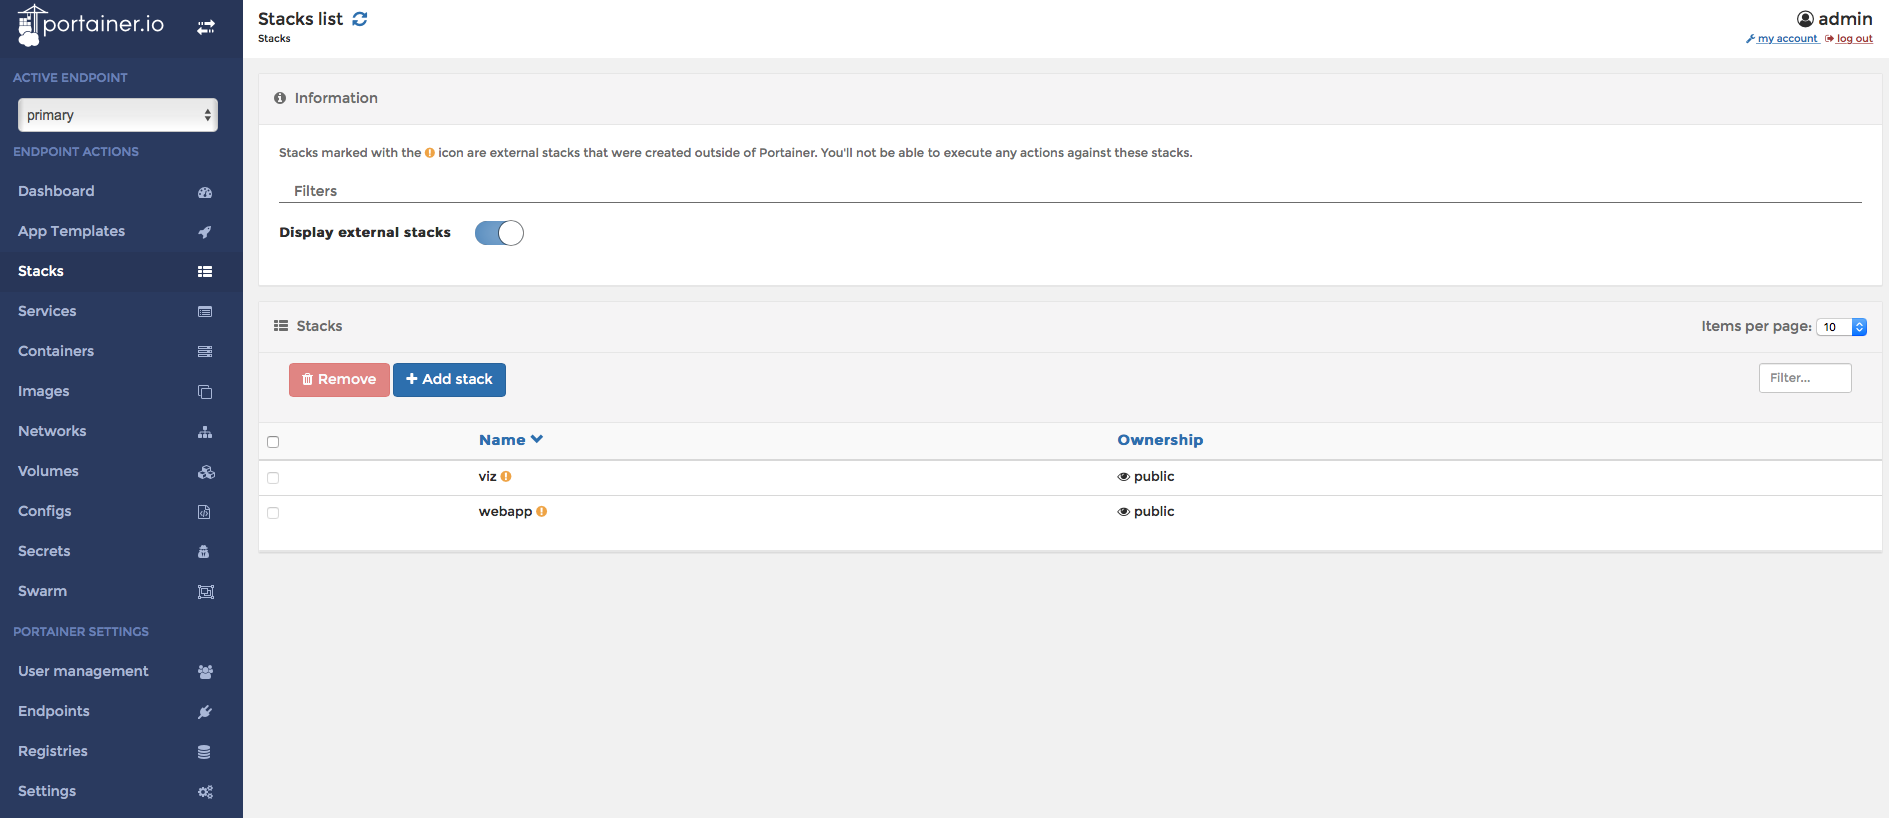 portainer.io
ACTIVE ENDPOINT
primary
ENDPOINT ACTIONS
Dashboard
App Templates
Stacks
Services
Containers
Images
Networks
Volumes
Configs
Secrets
Swarm
PORTAINER SETTINGS
User management
Endpoints
Registries
Settings
Stacks list
Stacks
admin
my account log out
Information
Stacks marked with the icon are external stacks that were created outside of Portainer. You'll not be able to execute any actions against these stacks.
Filters
Display external stacks
Stacks
Items per page: 10
Remove + Add stack
Filter...
Name Ownership
viz public
webapp public